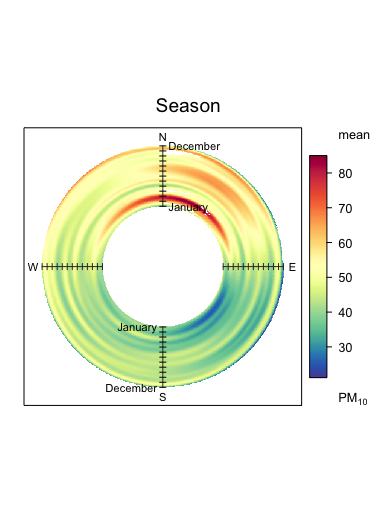 Season
mean
N
December
80
70
January
60
W
E
50
40
January
30
December
S
PM₁₀